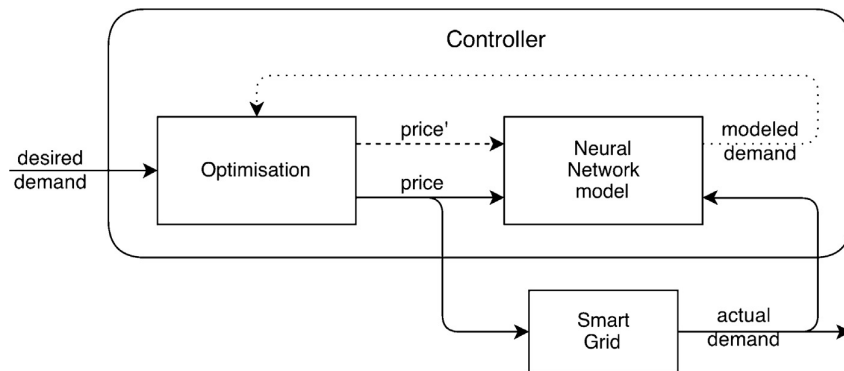 Controller
desired
demand
Optimisation
price'
price
Neural
Network
model
modeled
demand
Smart
Grid
actual
demand